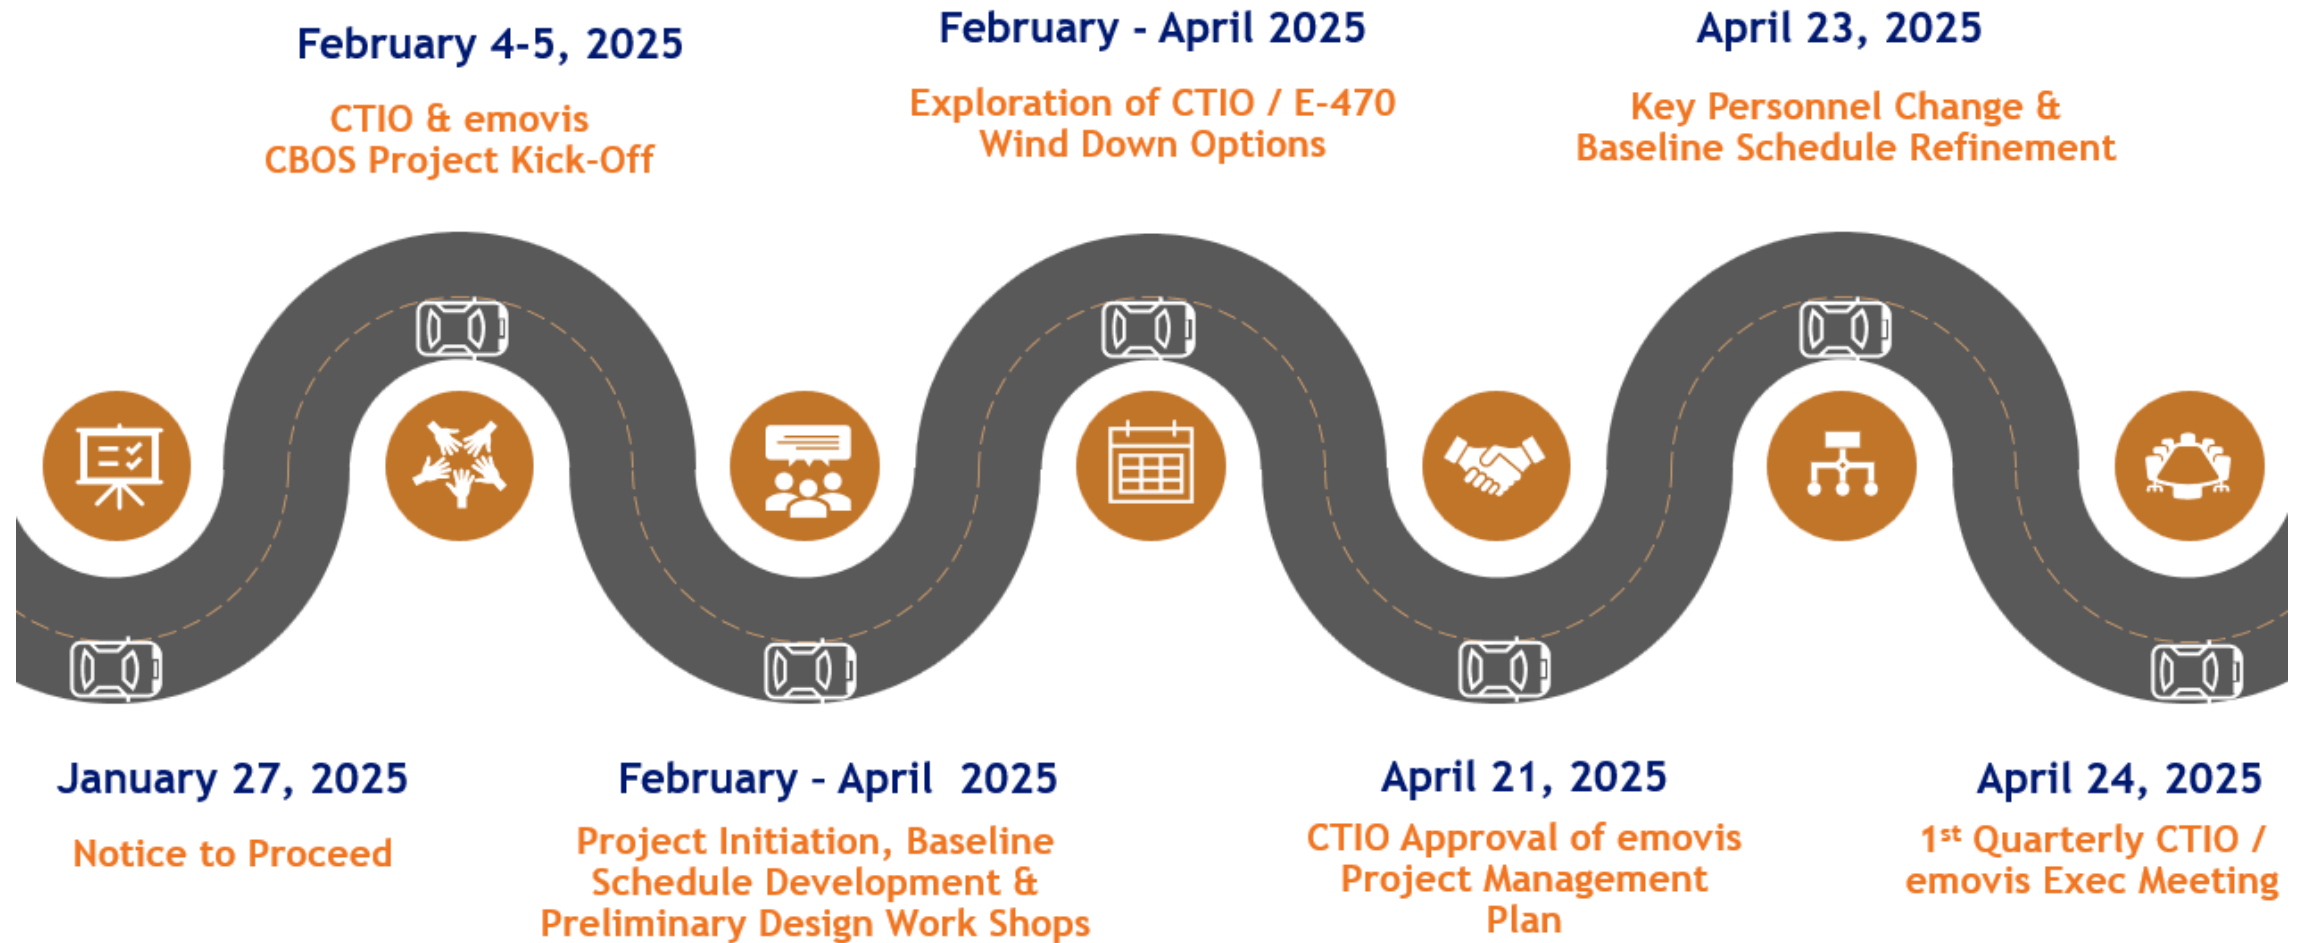 February 4-5, 2025
CTIO & emovis
CBOS Project Kick-Off
February - April 2025
Exploration of CTIO / E-470
Wind Down Options
April 23, 2025
Key Personnel Change &
Baseline Schedule Refinement
January 27, 2025
Notice to Proceed
February – April  2025
Project Initiation, Baseline
Schedule Development &
Preliminary Design Work Shops
April 21, 2025
CTIO Approval of emovis
Project Management
Plan
April 24, 2025
1st Quarterly CTIO /
emovis Exec Meeting